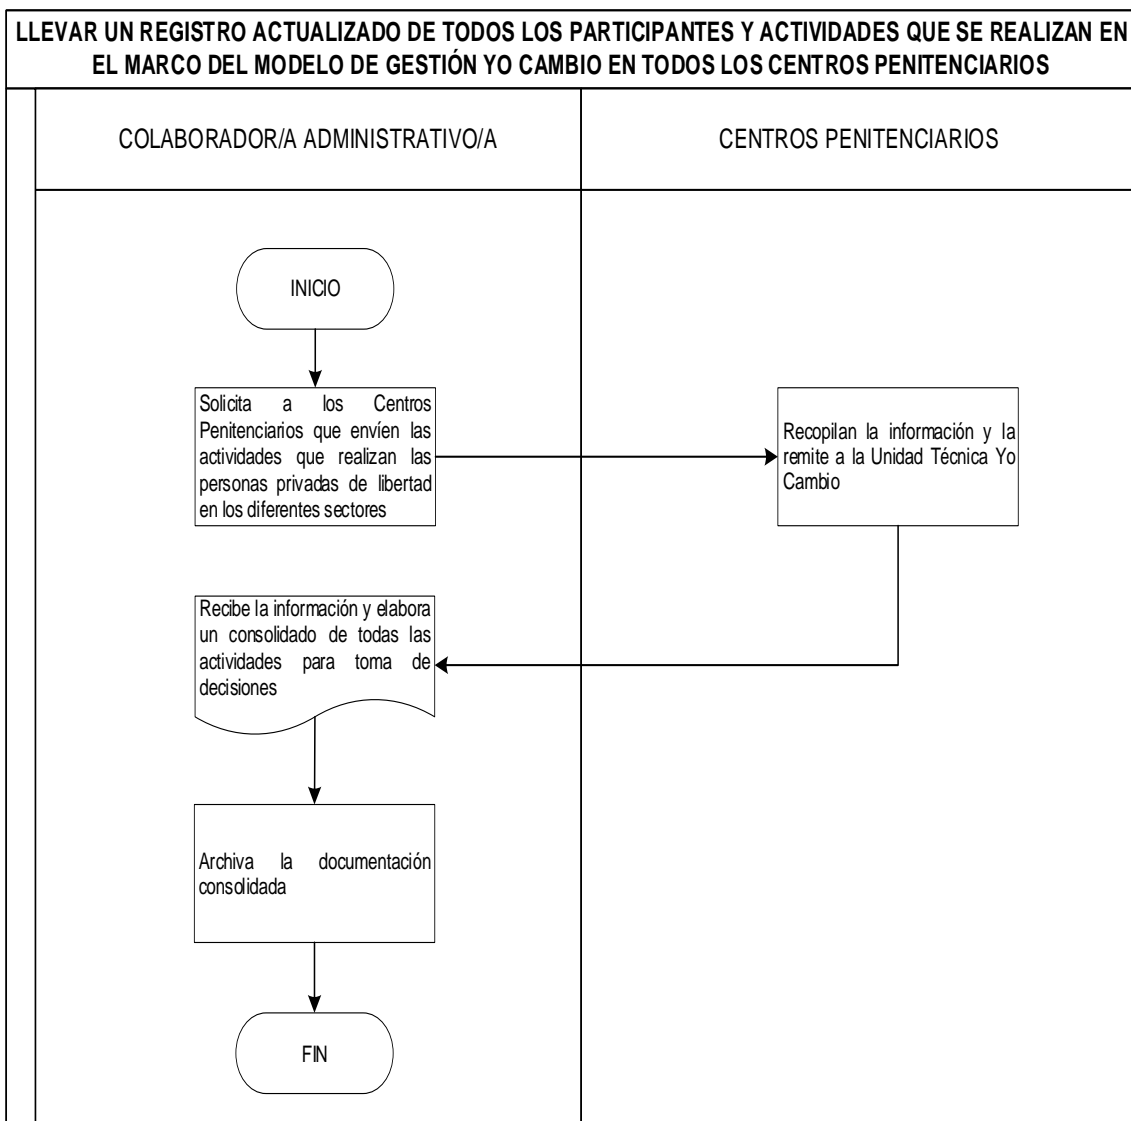 LLEVAR UN REGISTRO ACTUALIZADO DE TODOS LOS PARTICIPANTES Y ACTIVIDADES QUE SE REALIZAN EN
EL MARCO DEL MODELO DE GESTIÓN YO CAMBIO EN TODOS LOS CENTROS PENITENCIARIOS
COLABORADOR/A ADMINISTRATIVO/A
CENTROS PENITENCIARIOS
INICIO
Solicita a los Centros
Penitenciarios que envíen las
actividades que realizan las
personas privadas de libertad
en los diferentes sectores
Recopilan la información y la
remite a la Unidad Técnica Yo
Cambio
Recibe la información y elabora
un consolidado de todas las
actividades para toma de
decisiones
Archiva la documentación
consolidada
FIN